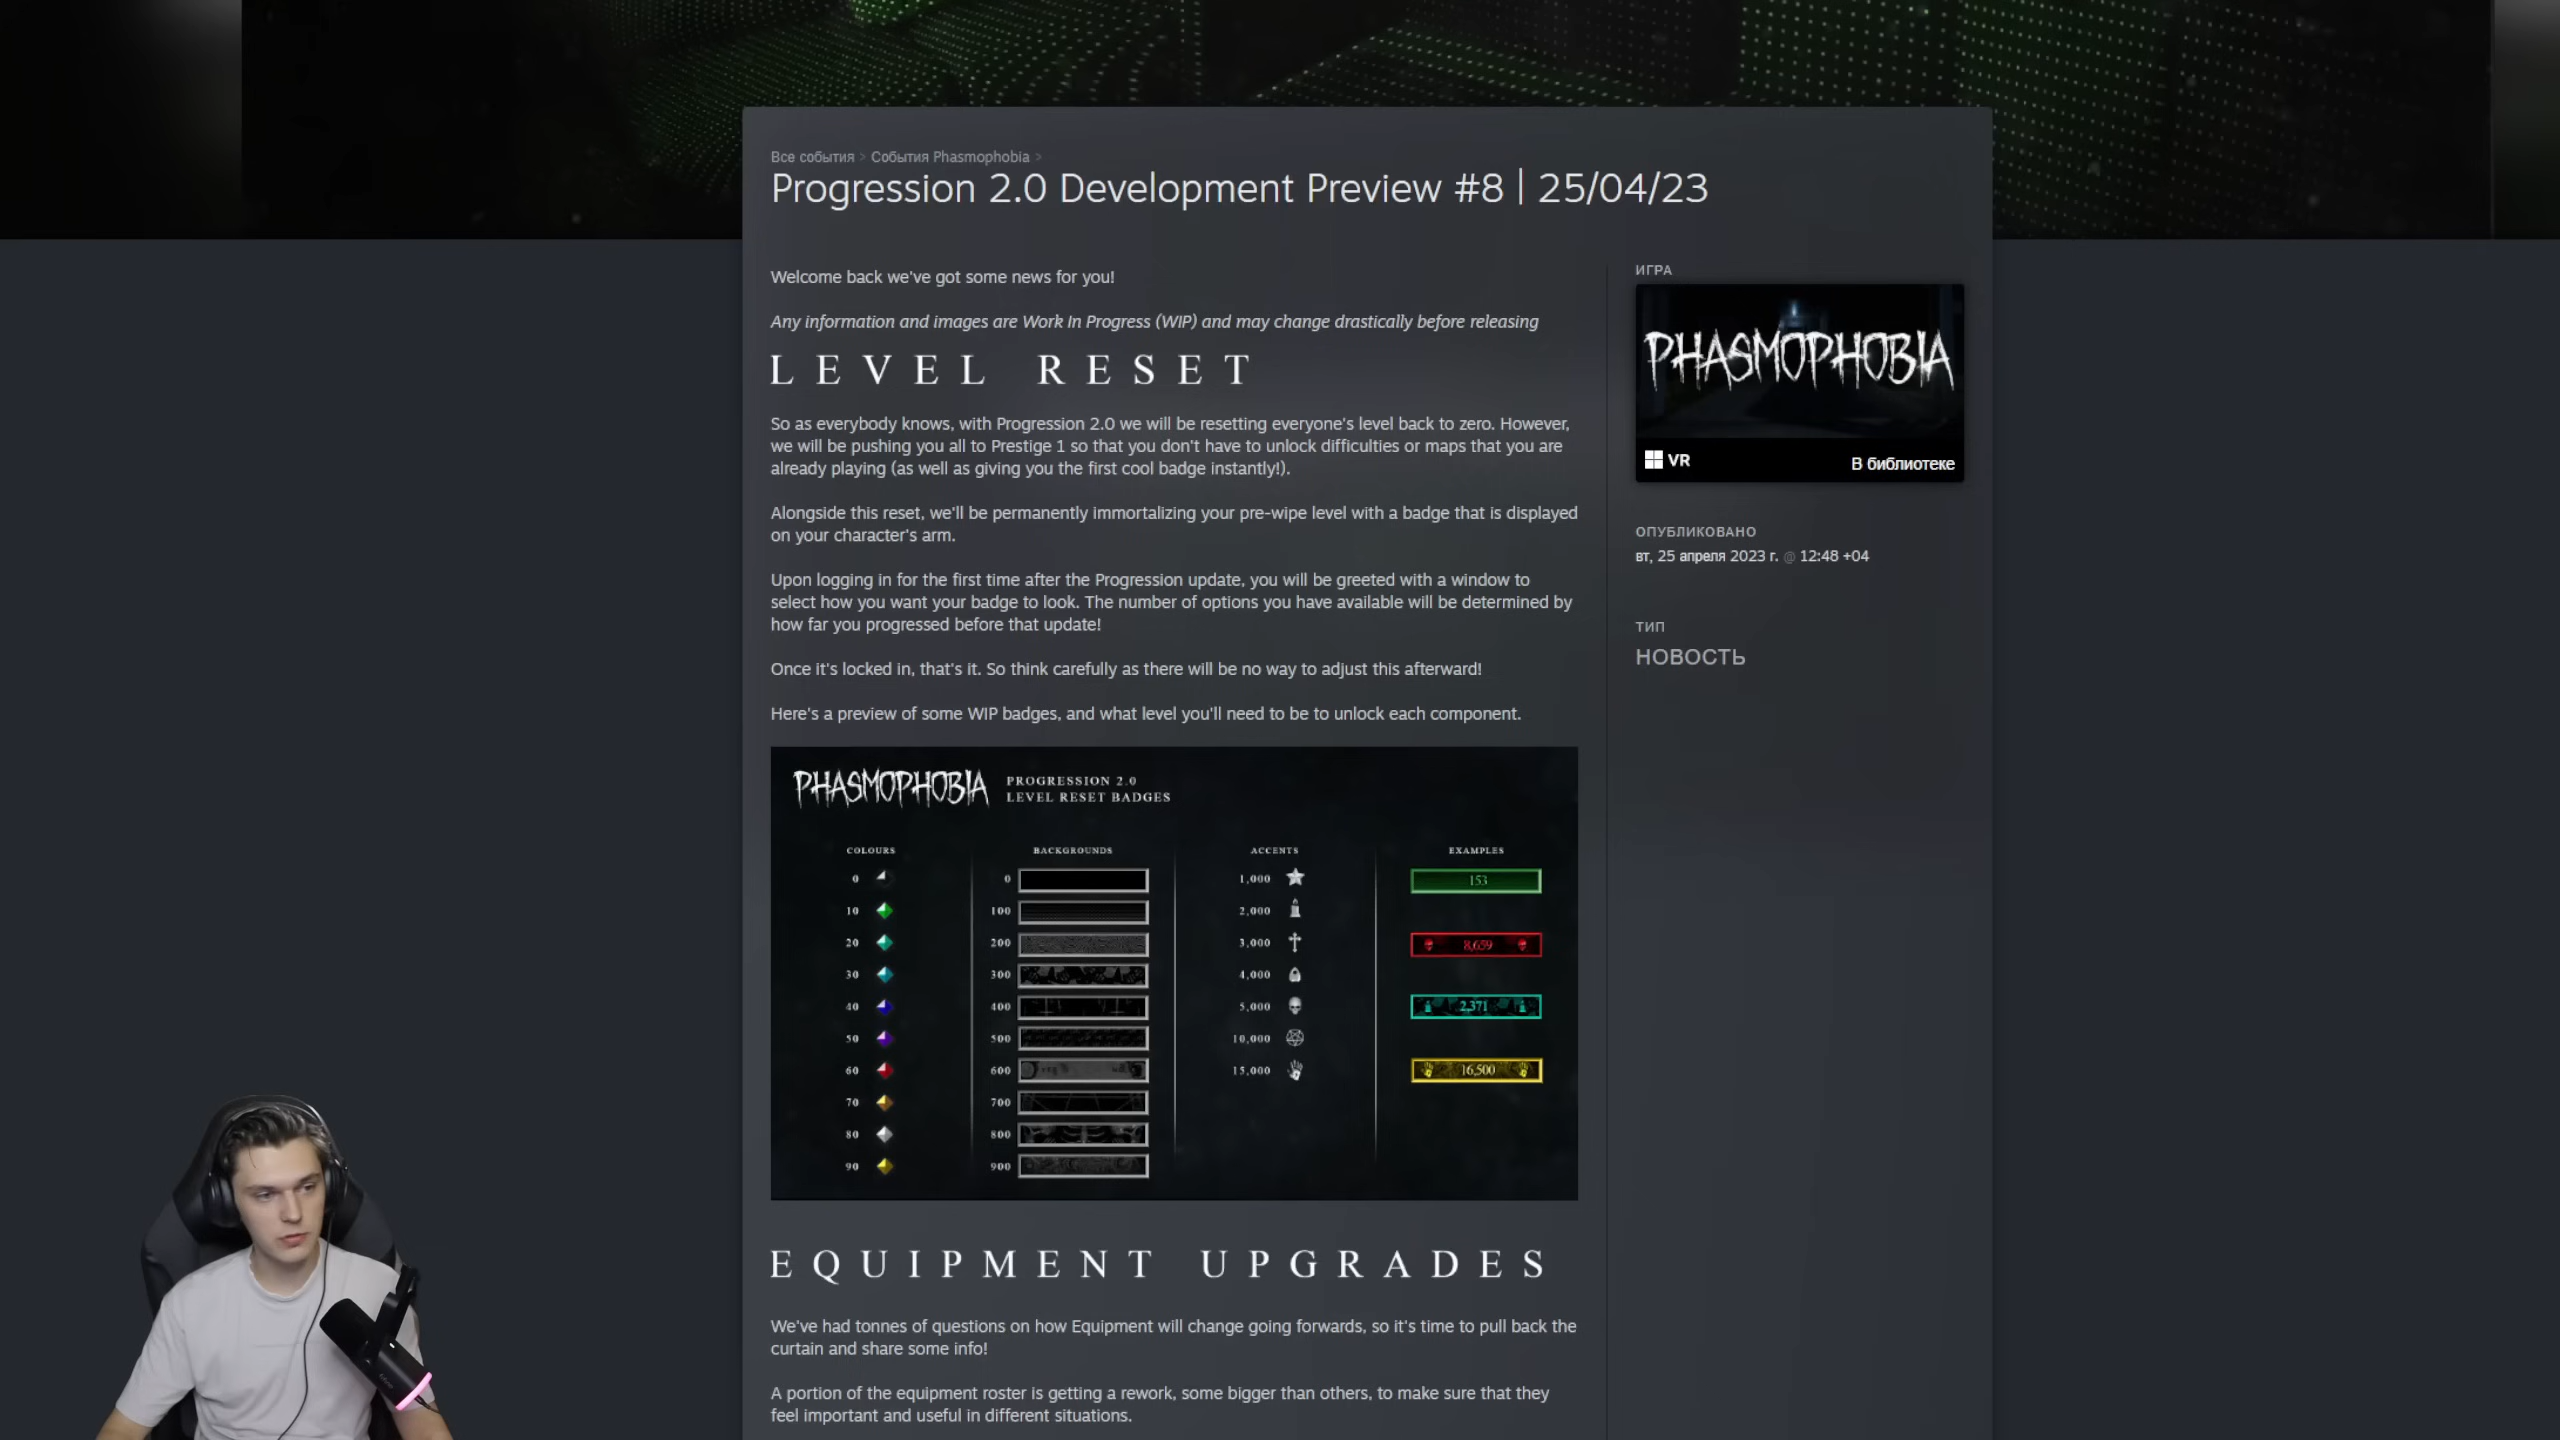 Все события > События Phasmophobia >
Progression 2.0 Development Preview #8 | 25/04/23
Welcome back we've got some news for you!
Any information and images are Work In Progress (WIP) and may change drastically before releasing
LEVEL RESET
So as everybody knows, with Progression 2.0 we will be resetting everyone's level back to zero. However,
we will be pushing you all to Prestige 1 so that you don't have to unlock difficulties or maps that you are
already playing (as well as giving you the first cool badge instantly!).
Alongside this reset, we'll be permanently immortalizing your pre-wipe level with a badge that is displayed
on your character's arm.
Upon logging in for the first time after the Progression update, you will be greeted with a window to
select how you want your badge to look. The number of options you have available will be determined by
how far you progressed before that update!
Once it's locked in, that's it. So think carefully as there will be no way to adjust this afterward!
Here's a preview of some WIP badges, and what level you'll need to be to unlock each component.
PHASMOPHOBIA
PROGRESSION 2.0
LEVEL RESET BADGES
COLOURS
0
10
20
30
40
50
60
70
80
90
BACKGROUNDS
0
100
200
300
400
500
600
700
800
900
ACCENTS
1,000
2,000
3,000
4,000
5,000
10,000
15,000
EXAMPLES
153
8,659
2,371
16,500
EQUIPMENT UPGRADES
We've had tonnes of questions on how Equipment will change going forwards, so it's time to pull back the
curtain and share some info!
A portion of the equipment roster is getting a rework, some bigger than others, to make sure that they
feel important and useful in different situations.
ИГРА
PHASMOPHOBIA
VR
В библиотеке
ОПУБЛИКОВАНО
вт, 25 апреля 2023 г. @ 12:48 +04
ТИП
НОВОСТЬ